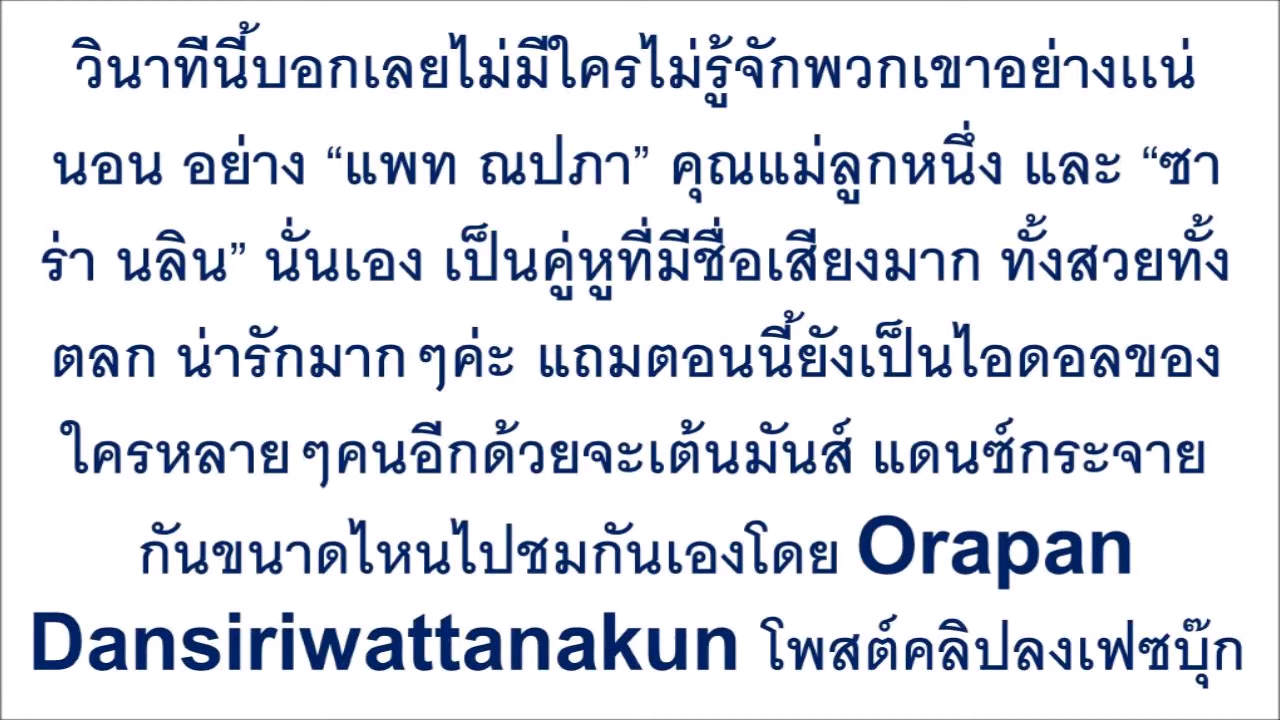 วินาทีนี้บอกเลยไม่มีใครไม่รู้จักพวกเขาอย่างแน่
นอน อย่าง “แพท ณปภา” คุณแม่ลูกหนึ่ง และ “ซา
ร่า นลิน” นั่นเอง เป็นคู่หูที่มีชื่อเสียงมาก ทั้งสวยทั้ง
ตลก น่ารักมาก ๆค่ะ แถมตอนนี้ยังเป็นไอดอลของ
ใครหลาย ๆคนอีกด้วยจะเต้นมันส์ แดนซ์กระจาย
กันขนาดไหนไปชมกันเองโดย Orapan
Dansiriwattanakun โพสต์คลิปลงเฟซบุ๊ก